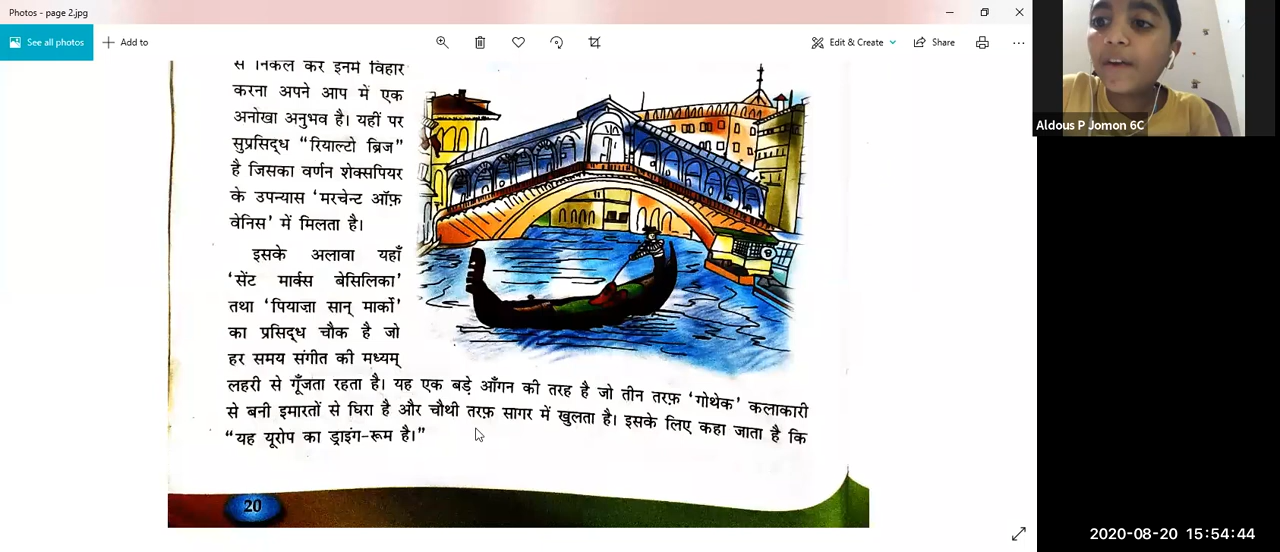 Photos - page 2.jpg
See all photos
Add to
Edit & Create
Share
से निकल कर इनमें विहार
करना अपने आप में एक
अनोखा अनुभव है। यहीं पर
सुप्रसिद्ध “रियाल्टो ब्रिज”
है जिसका वर्णन शेक्सपियर
के उपन्यास ‘मरचेन्ट ऑफ़
वेनिस’ में मिलता है।
इसके अलावा यहाँ
‘सेंट मार्क्स बेसिलिका’
तथा ‘पियाज़ा सान् मार्को’
का प्रसिद्ध चौक है जो
हर समय संगीत की मध्यम्
लहरी से गूँजता रहता है। यह एक बड़े आँगन की तरह है जो तीन तरफ़ ‘गोथेक’ कलाकारी
से बनी इमारतों से घिरा है और चौथी तरफ़ सागर में खुलता है। इसके लिए कहा जाता है कि
“यह यूरोप का ड्राइंग-रूम है।”
20
Aldous P Jomon 6C
2020-08-20 15:54:44